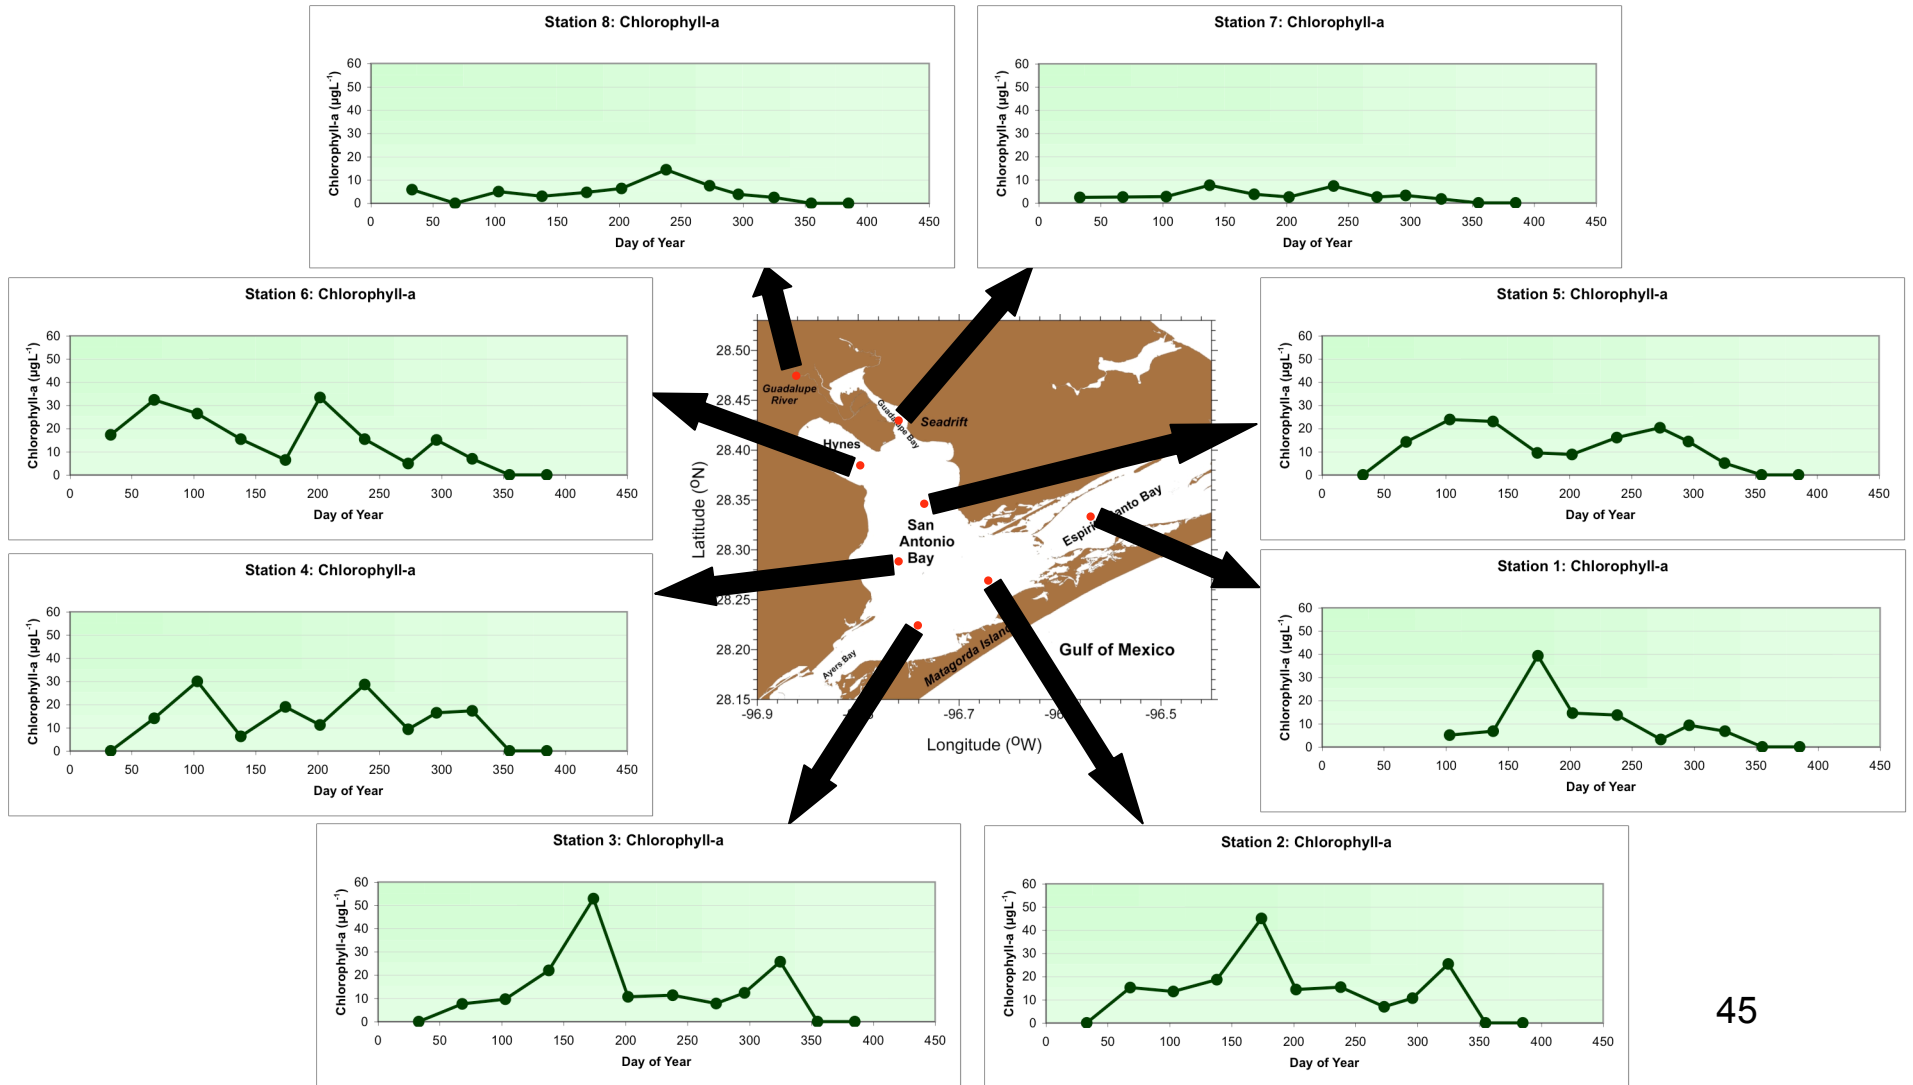 Station 8: Chlorophyll-a
Chlorophyll-a (µgL-1)
60
50
40
30
20
10
0
0 50 100 150 200 250 300 350 400 450
Day of Year
Station 7: Chlorophyll-a
Chlorophyll-a (µgL-1)
60
50
40
30
20
10
0
0 50 100 150 200 250 300 350 400 450
Day of Year
Station 6: Chlorophyll-a
Chlorophyll-a (µgL-1)
60
50
40
30
20
10
0
0 50 100 150 200 250 300 350 400 450
Day of Year
Latitude (ON)
28.50
28.45
28.40
28.35
28.30
28.25
28.20
28.15
-96.9 -96.7 -96.5
Longitude (OW)
Guadalupe
River
Seadrift
Hynes
San
Antonio
Bay
Ayers Bay
Matagorda Island
Gulf of Mexico
Station 5: Chlorophyll-a
Chlorophyll-a (µgL-1)
60
50
40
30
20
10
0
0 50 100 150 200 250 300 350 400 450
Day of Year
Station 4: Chlorophyll-a
Chlorophyll-a (µgL-1)
60
50
40
30
20
10
0
0 50 100 150 200 250 300 350 400 450
Day of Year
Station 1: Chlorophyll-a
Chlorophyll-a (µgL-1)
60
50
40
30
20
10
0
0 50 100 150 200 250 300 350 400 450
Day of Year
Station 3: Chlorophyll-a
Chlorophyll-a (µgL-1)
60
50
40
30
20
10
0
0 50 100 150 200 250 300 350 400 450
Day of Year
Station 2: Chlorophyll-a
Chlorophyll-a (µgL-1)
60
50
40
30
20
10
0
0 50 100 150 200 250 300 350 400 450
Day of Year
45